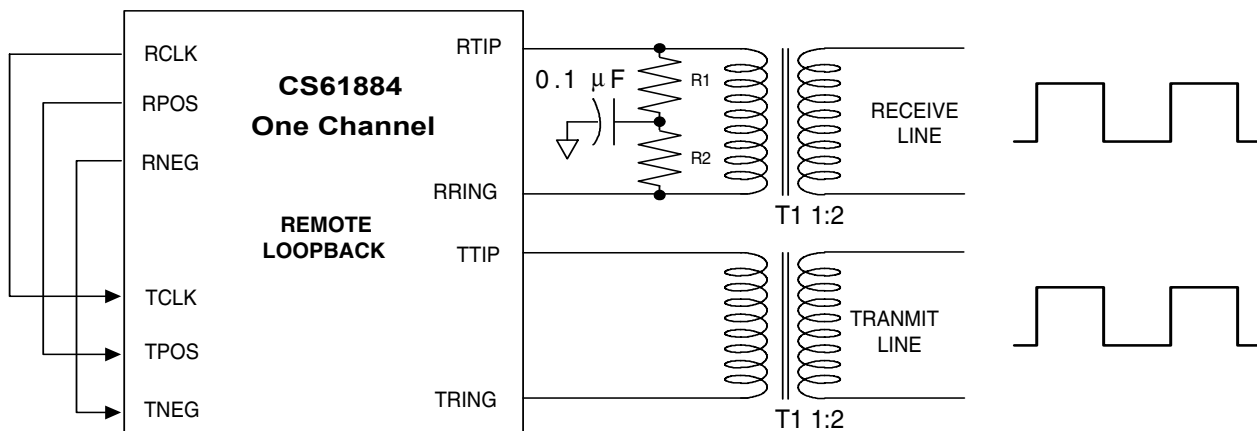 RCLK
RPOS
RNEG
TCLK
TPOS
TNEG
CS61884
One Channel
REMOTE
LOOPBACK
RTIP
RRING
TTIP
TRING
0.1 μF
R1
R2
RECEIVE
LINE
T1 1:2
TRANMIT
LINE
T1 1:2